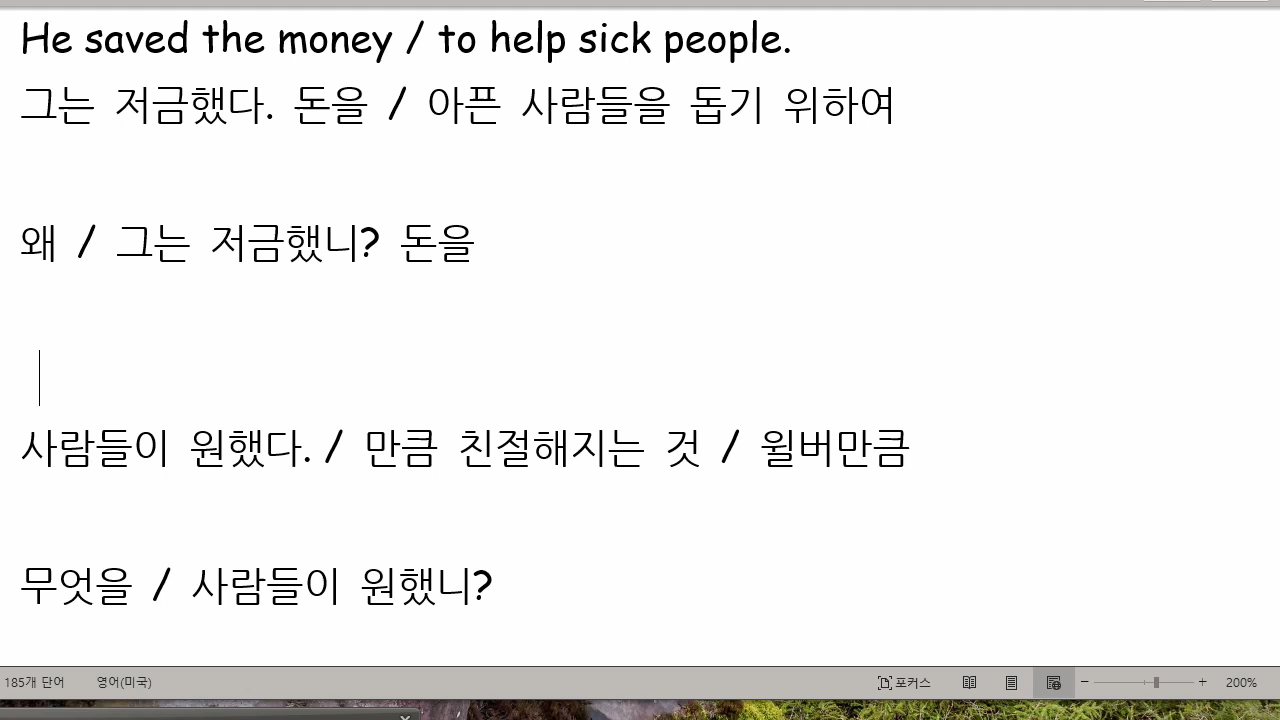 He saved the money / to help sick people.
그는 저금했다. 돈을 / 아픈 사람들을 돕기 위하여
왜 / 그는 저금했니? 돈을
사람들이 원했다. / 만큼 친절해지는 것 / 윌버만큼
무엇을 / 사람들이 원했니?
185개 단어 영어(미국) 포커스 200%